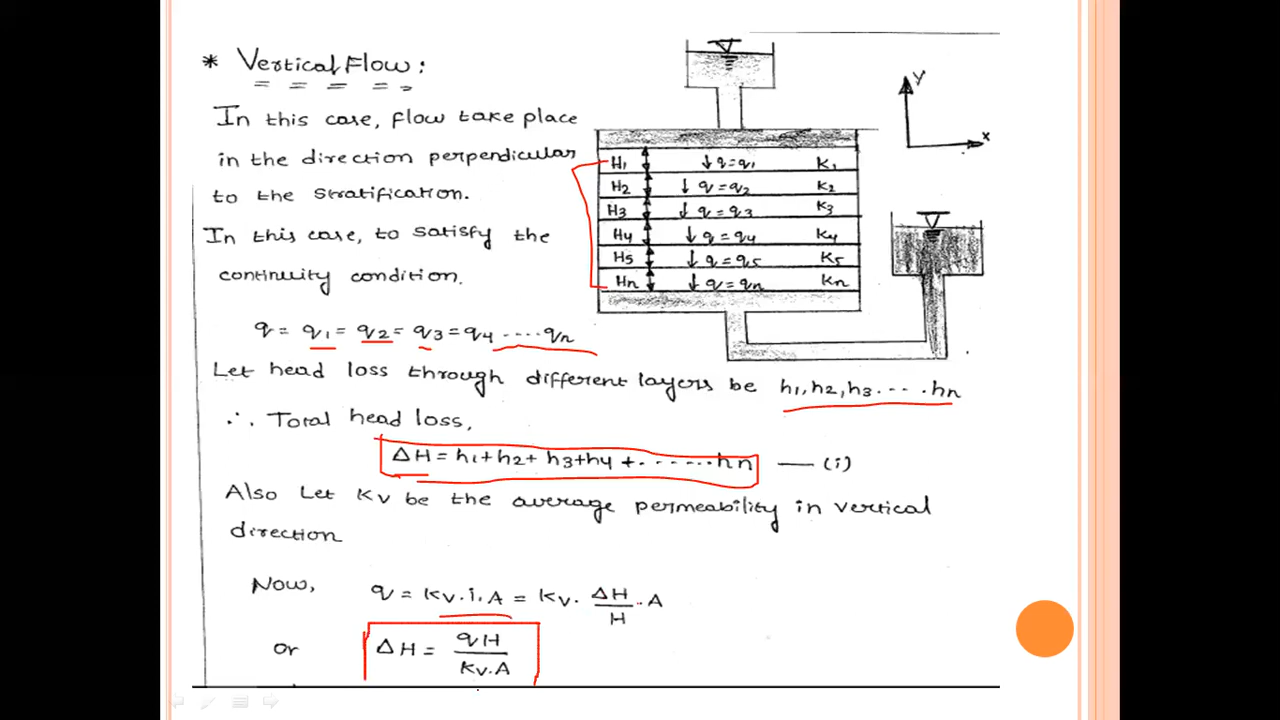 * Vertical Flow:
In this case, flow take place
in the direction perpendicular
to the stratification.
In this case, to satisfy the
continuity condition.
q = q1 = q2 = q3 = q4 ..... qn
Let head loss through different layers be h1, h2, h3 ..... hn
∴ Total head loss,
ΔH = h1+h2+ h3+h4 +.......hn — (i)
Also Let Kv be the average permeability in vertical
direction
Now, q = Kv.i.A = Kv. ΔH/H . A
Or ΔH = qH/Kv.A
Y
X
H1 ↓ q=q1 K1
H2 ↓ q=q2 K2
H3 ↓ q=q3 K3
H4 ↓ q=q4 K4
H5 ↓ q=q5 K5
Hn ↓ q=qn Kn